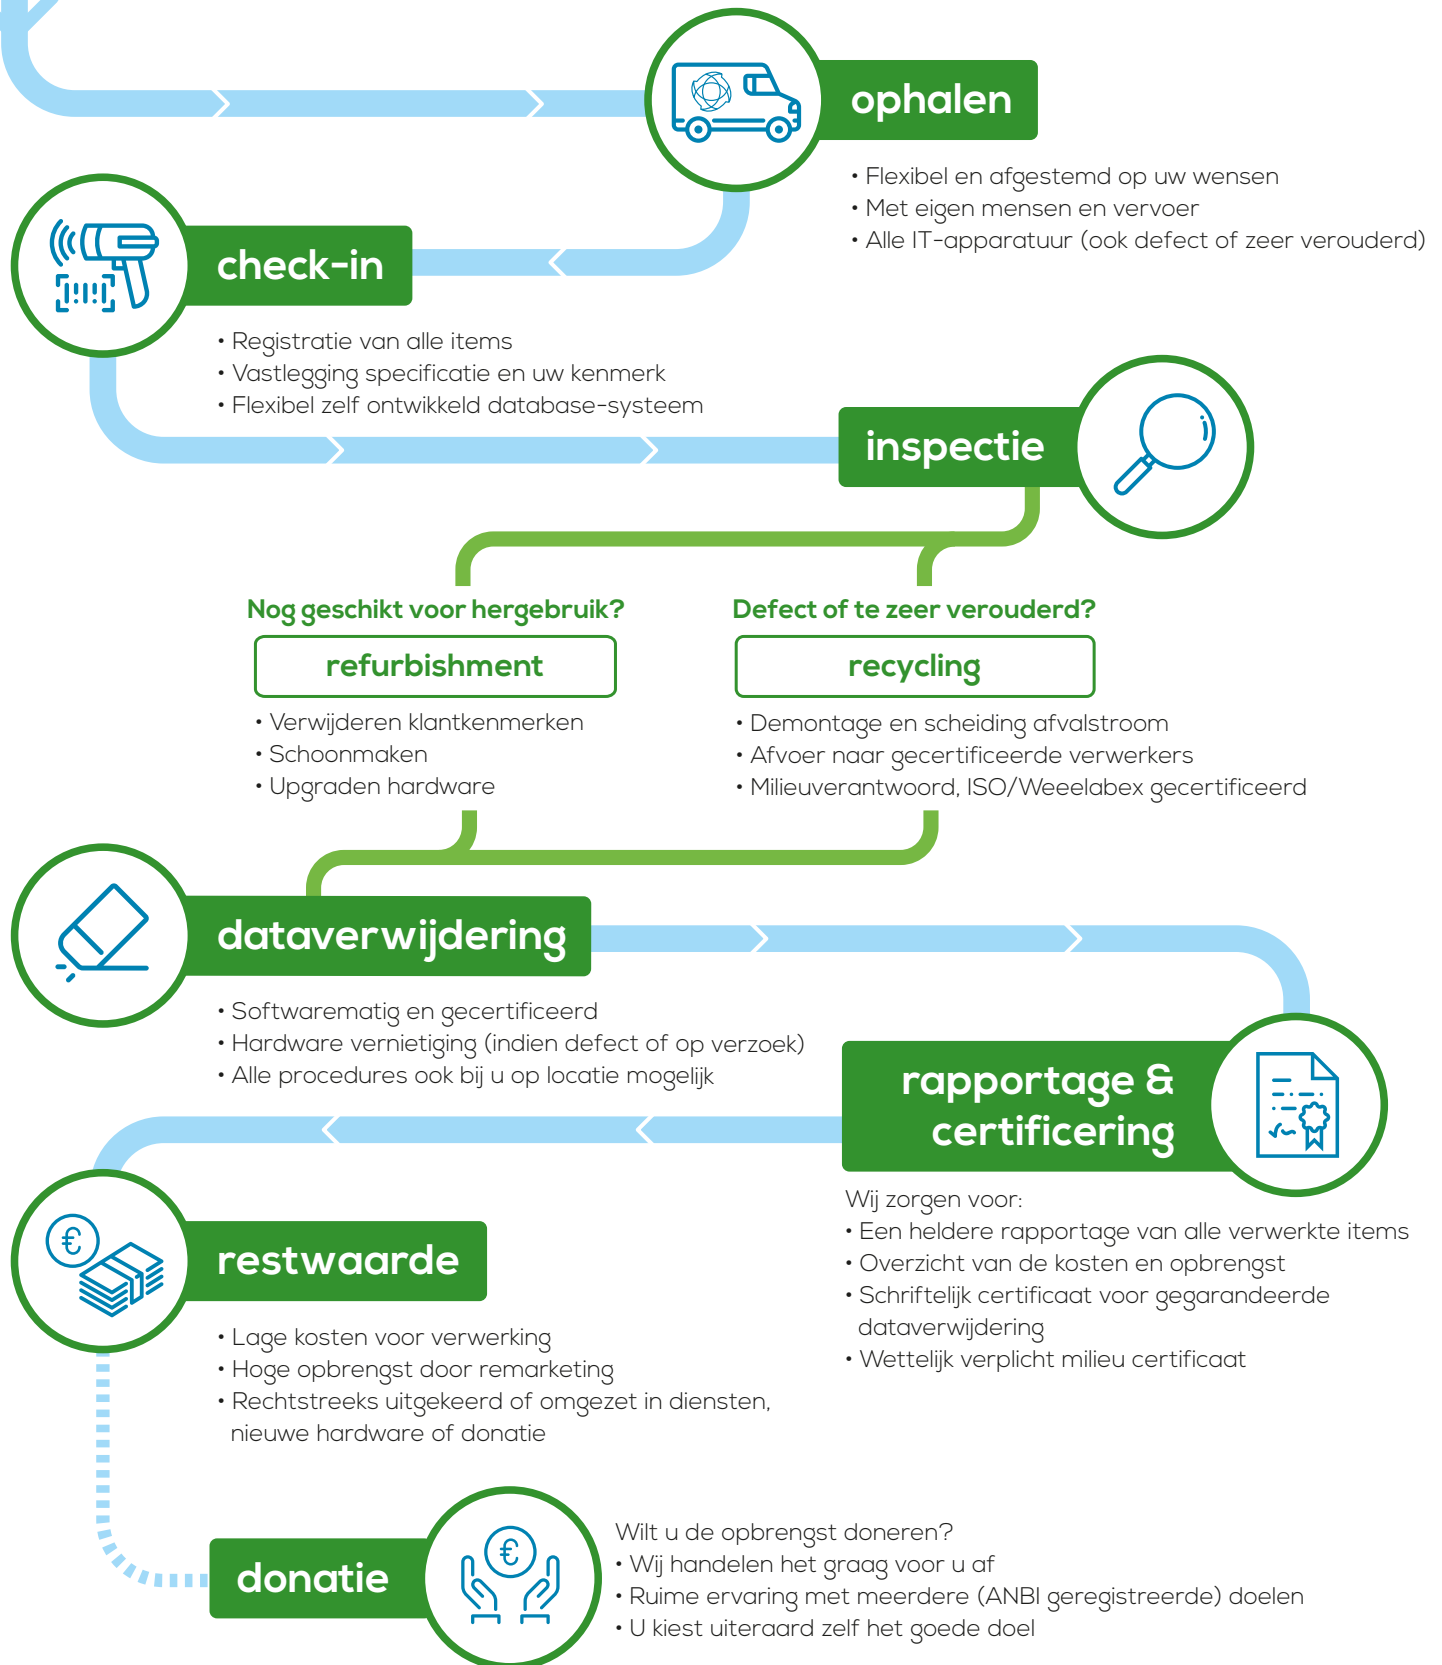 ophalen
• Flexibel en afgestemd op uw wensen
• Met eigen mensen en vervoer
• Alle IT-apparatuur (ook defect of zeer verouderd)
check-in
• Registratie van alle items
• Vastlegging specificatie en uw kenmerk
• Flexibel zelf ontwikkeld database-systeem
inspectie
Nog geschikt voor hergebruik?
refurbishment
• Verwijderen klantkenmerken
• Schoonmaken
• Upgraden hardware
Defect of te zeer verouderd?
recycling
• Demontage en scheiding afvalstroom
• Afvoer naar gecertificeerde verwerkers
• Milieuverantwoord, ISO/Weeelabex gecertificeerd
dataverwijdering
• Softwarematig en gecertificeerd
• Hardware vernietiging (indien defect of op verzoek)
• Alle procedures ook bij u op locatie mogelijk
rapportage &
certificering
Wij zorgen voor:
• Een heldere rapportage van alle verwerkte items
• Overzicht van de kosten en opbrengst
• Schriftelijk certificaat voor gegarandeerde
dataverwijdering
• Wettelijk verplicht milieu certificaat
€
restwaarde
• Lage kosten voor verwerking
• Hoge opbrengst door remarketing
• Rechtstreeks uitgekeerd of omgezet in diensten,
nieuwe hardware of donatie
donatie
€
Wilt u de opbrengst doneren?
• Wij handelen het graag voor u af
• Ruime ervaring met meerdere (ANBI geregistreerde) doelen
• U kiest uiteraard zelf het goede doel